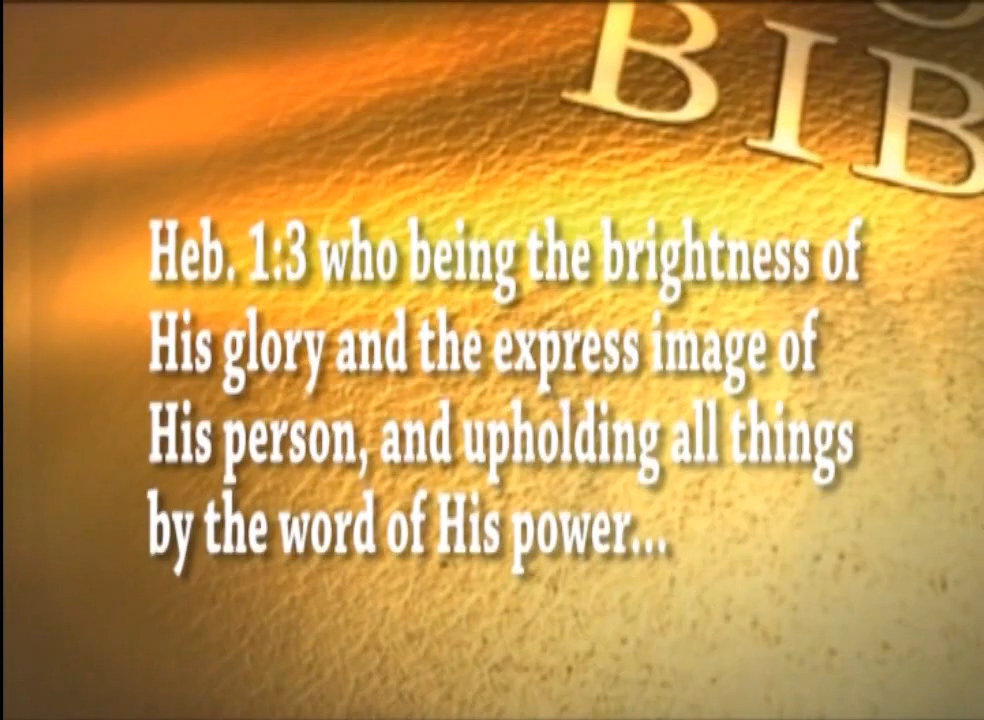 BIB
Heb. 1:3 who being the brightness of
His glory and the express image of
His person, and upholding all things
by the word of His power...